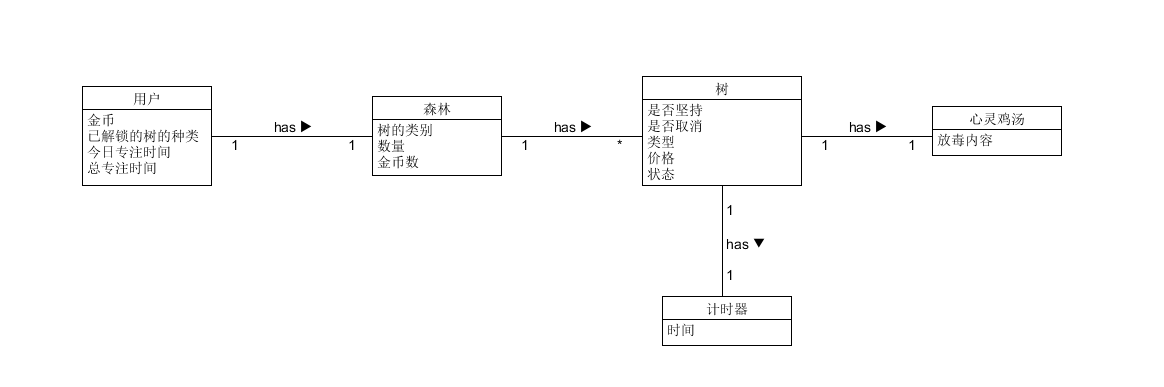 用户
金币
已解锁的树的种类
今日专注时间
总专注时间
has ▶
1
1
森林
树的类别
数量
金币数
has ▶
1
*
树
是否坚持
是否取消
类型
价格
状态
has ▶
1
1
心灵鸡汤
放毒内容
1
has ▼
1
计时器
时间